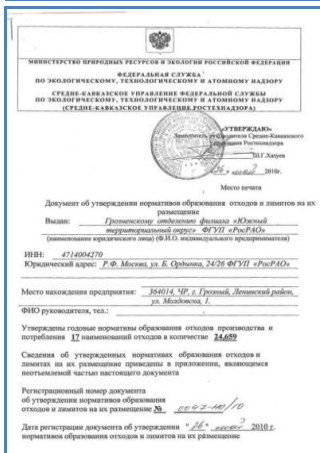 МИНИСТЕРСТВО ПРИРОДНЫХ РЕСУРСОВ И ЭКОЛОГИИ РОССИЙСКОЙ ФЕДЕРАЦИИ
ФЕДЕРАЛЬНАЯ СЛУЖБА
ПО ЭКОЛОГИЧЕСКОМУ, ТЕХНОЛОГИЧЕСКОМУ И АТОМНОМУ НАДЗОРУ
СРЕДНЕ-КАВКАЗСКОЕ УПРАВЛЕНИЕ ФЕДЕРАЛЬНОЙ СЛУЖБЫ
ПО ЭКОЛОГИЧЕСКОМУ, ТЕХНОЛОГИЧЕСКОМУ И АТОМНОМУ НАДЗОРУ
(СРЕДНЕ-КАВКАЗСКОЕ УПРАВЛЕНИЕ РОСТЕХНАДЗОРА)
«УТВЕРЖДАЮ»
Заместитель руководителя Средне-Кавказского
управления Ростехнадзора
Ш.Г.Хатуев
«26» 2010г.
Место печати
Документ об утверждении нормативов образования отходов и лимитов на их
размещение
Выдан: Грозненскому отделению филиала «Южный
территориальный округ» ФГУП «РосРАО»
(наименование юридического лица) (Ф.И.О. индивидуального предпринимателя)
ИНН: 4714004270
Юридический адрес: Р.Ф. Москва, ул. Б. Ордынка, 24/26 ФГУП «РосРАО»
Место нахождения предприятия: 364014, ЧР, г. Грозный, Ленинский район,
ул. Молдовска, 1.
ФИО руководителя, тел.:
Утверждены годовые нормативы образования отходов производства и
потребления 17 наименований отходов в количестве 24,659
Сведения об утвержденных нормативах образования отходов и
лимитах на их размещение приведены в приложении, являющемся
неотъемлемой частью настоящего документа
Регистрационный номер документа
об утверждении нормативов образования
отходов и лимитов на их размещение №
Дата регистрации документа об утверждении "26" 2010 г.
нормативов образования отходов и лимитов на их размещение